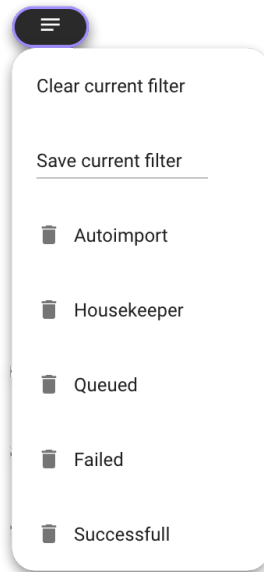 Clear current filter
Save current filter
Autoimport
Housekeeper
Queued
Failed
Successfull